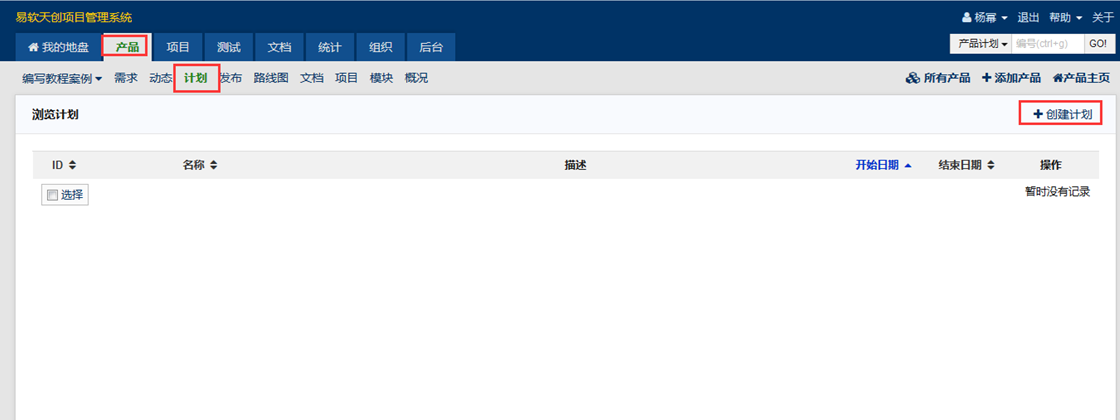 易软天创项目管理系统
杨幂 退出 帮助 关于
我的地盘 产品 项目 测试 文档 统计 组织 后台
产品计划 编号(ctrl+g) GO!
编写教程案例 需求 动态 计划 发布 路线图 文档 项目 模块 概况
所有产品 添加产品 产品主页
浏览计划
创建计划
ID 名称 描述 开始日期 结束日期 操作
选择
暂时没有记录